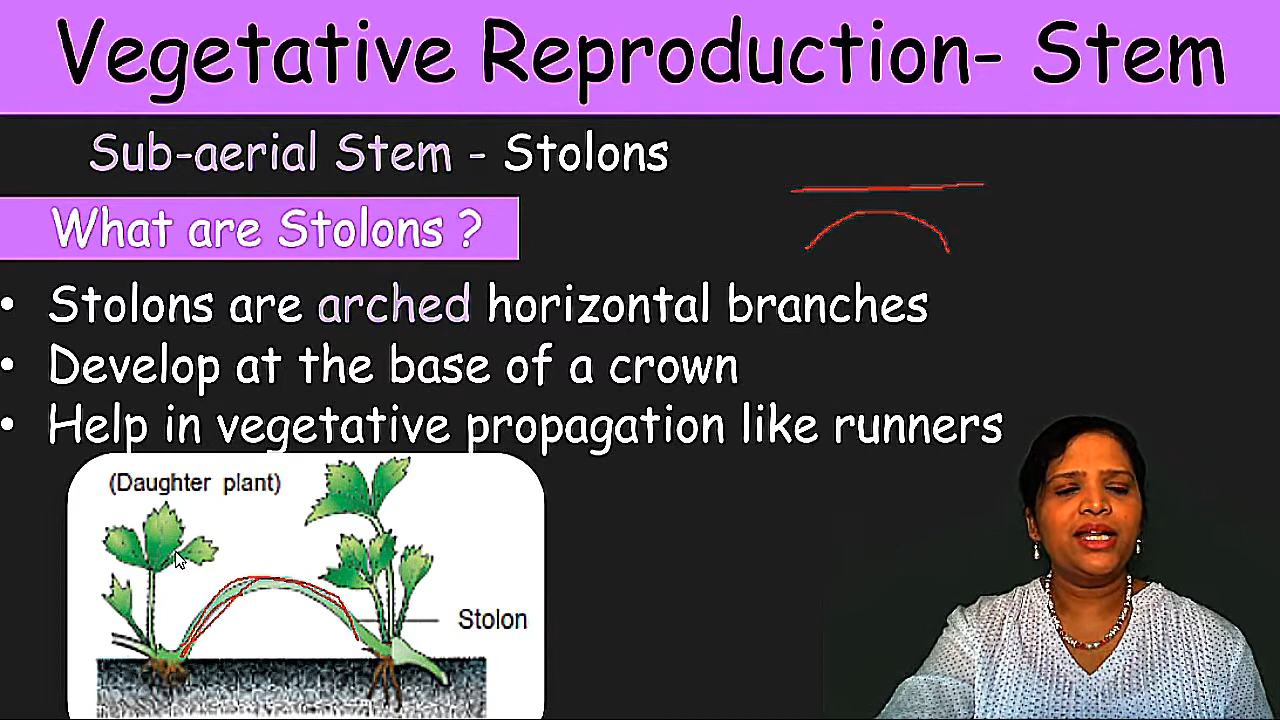 Vegetative Reproduction- Stem
Sub-aerial Stem - Stolons
What are Stolons ?
• Stolons are arched horizontal branches
• Develop at the base of a crown
• Help in vegetative propagation like runners
(Daughter plant)
Stolon